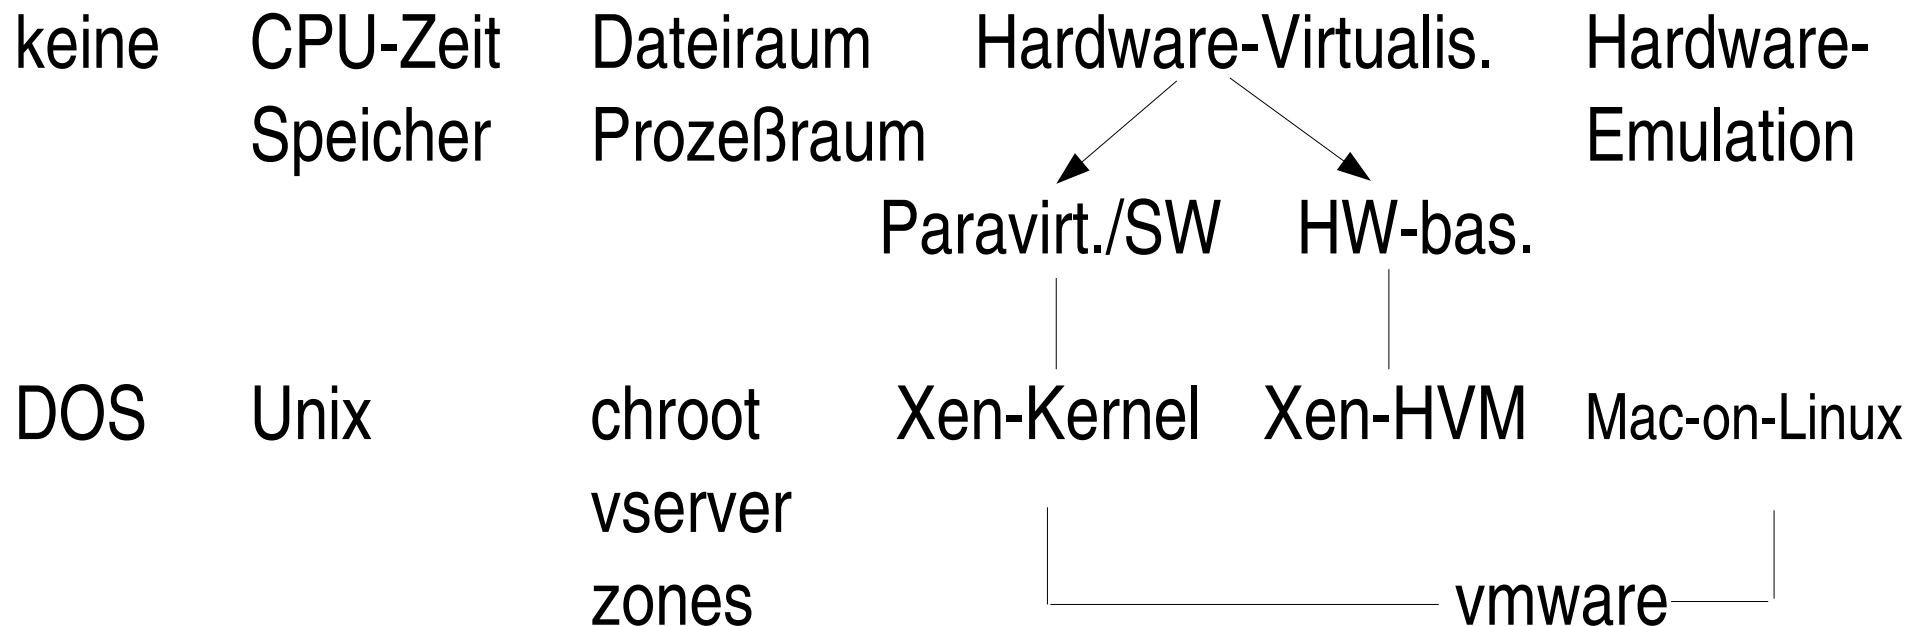 keine CPU-Zeit Dateiraum Hardware-Virtualis. Hardware-
Speicher Prozeßraum Emulation
Paravirt./SW HW-bas.
DOS Unix chroot Xen-Kernel Xen-HVM Mac-on-Linux
vserver
zones vmware